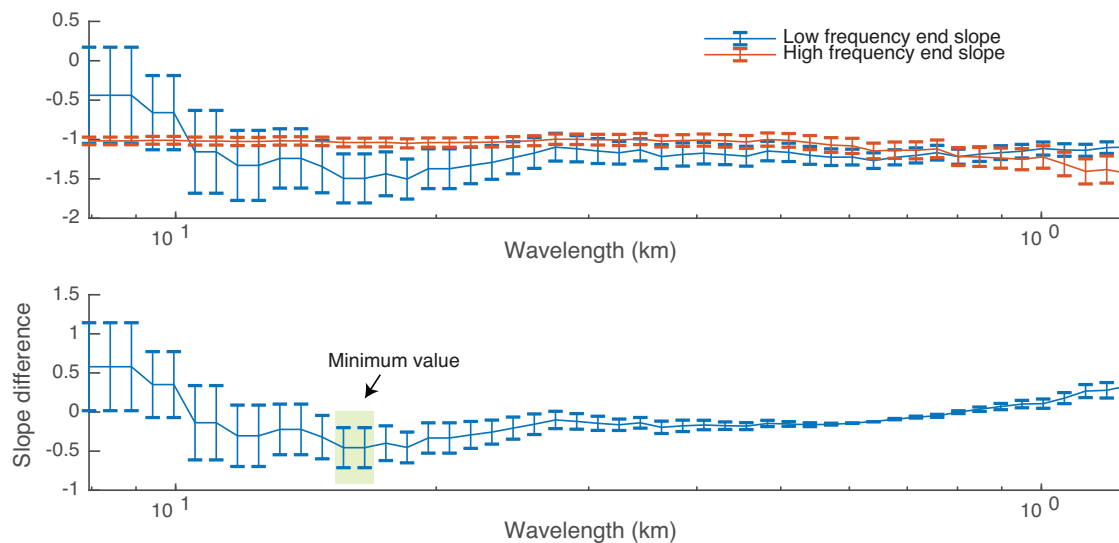 0.5
0
-0.5
-1
-1.5
-2
Low frequency end slope
High frequency end slope
10 1
10 0
Wavelength (km)
Slope difference
1.5
1
0.5
0
-0.5
-1
Minimum value
10 1
10 0
Wavelength (km)